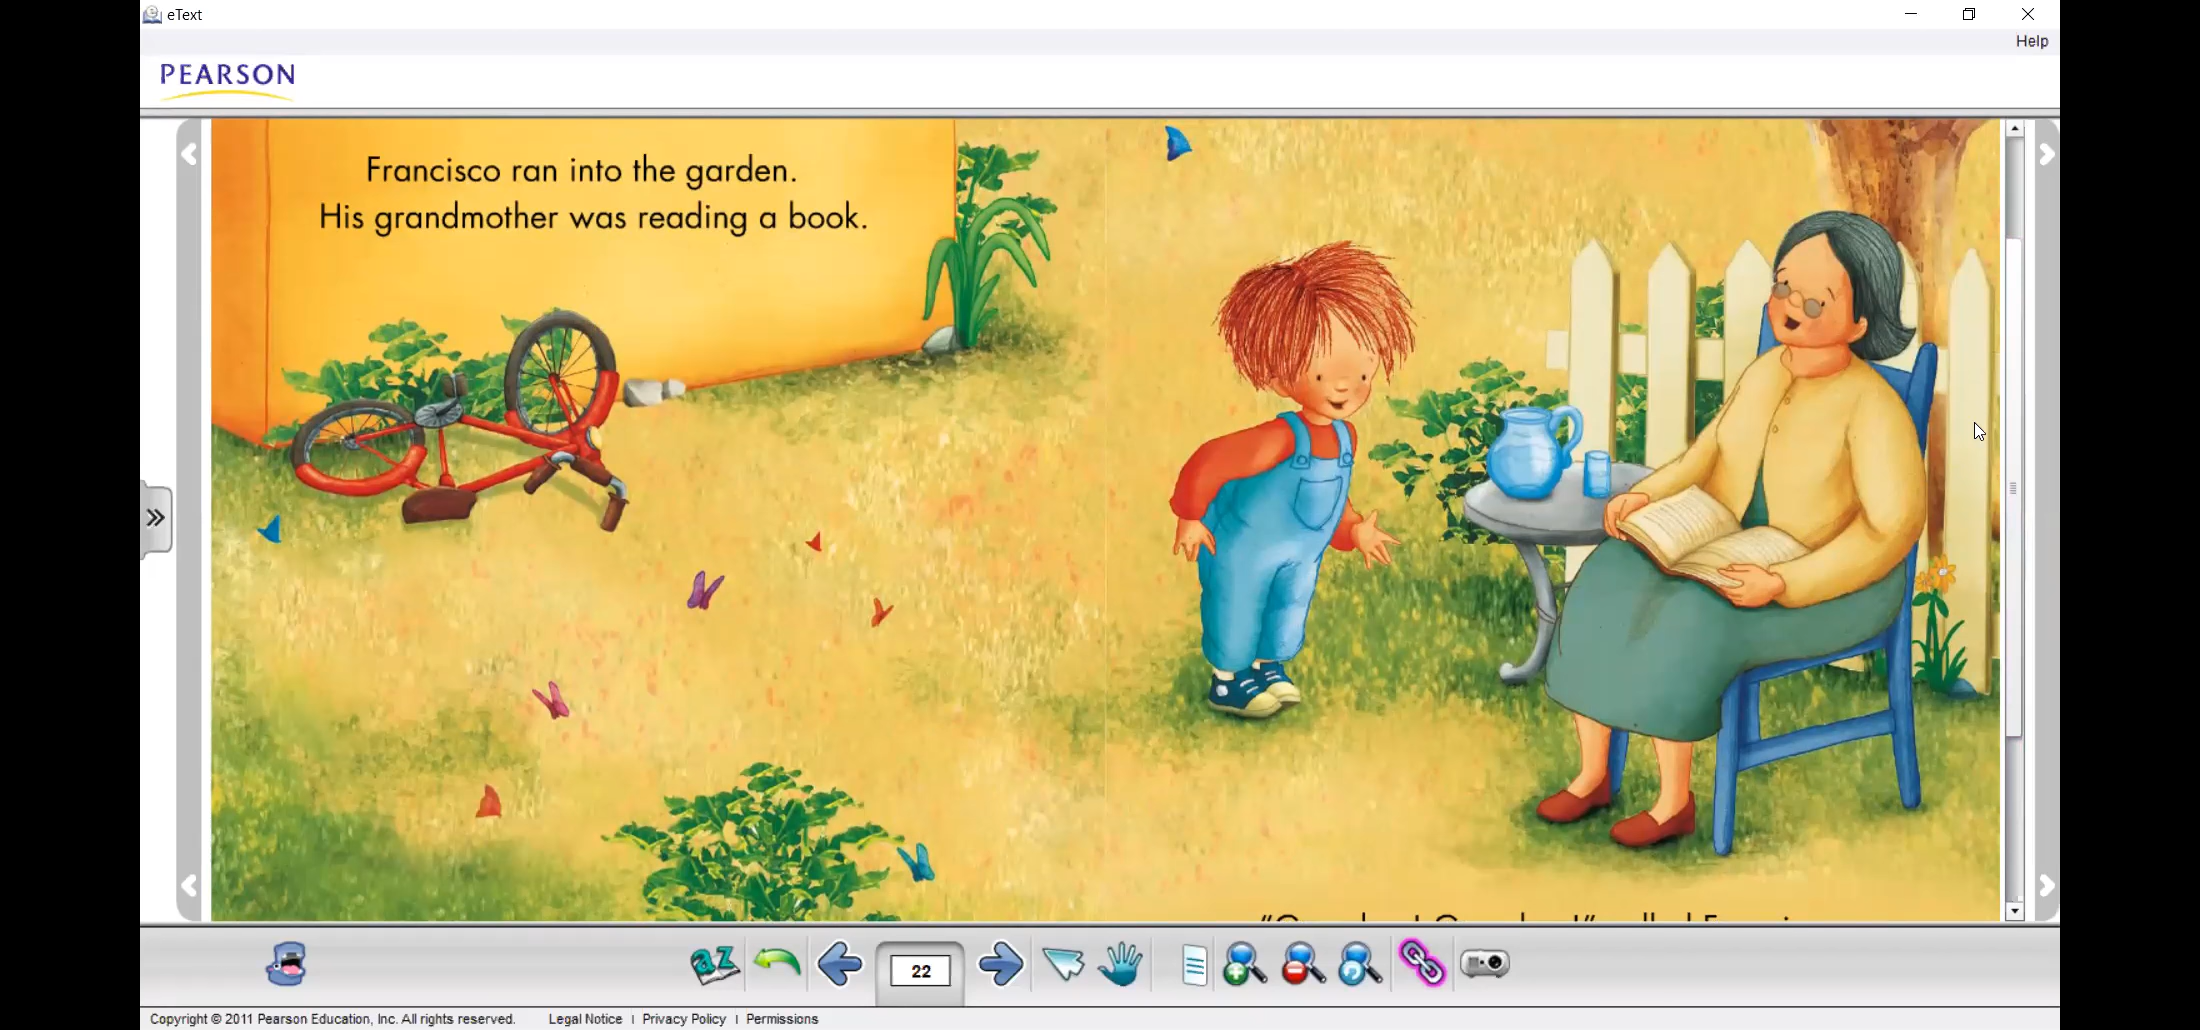 eText
Help
PEARSON
Francisco ran into the garden.
His grandmother was reading a book.
az
22
Copyright © 2011 Pearson Education, Inc. All rights reserved. Legal Notice | Privacy Policy | Permissions